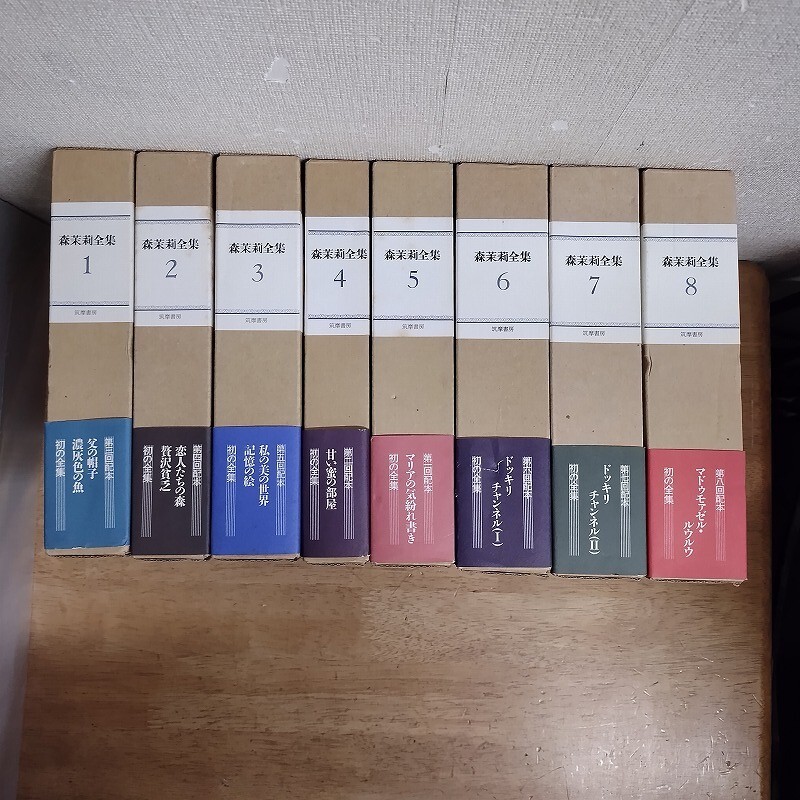 森茉莉全集
1
筑摩書房
第三回配本
父の帽子
濃灰色の魚
初の全集
森茉莉全集
2
筑摩書房
第四回配本
恋人たちの森
贅沢貧乏
初の全集
森茉莉全集
3
筑摩書房
第五回配本
私の美の世界
記憶の絵
初の全集
森茉莉全集
4
筑摩書房
甘い蜜の部屋
初の全集
森茉莉全集
5
筑摩書房
マリアの気紛れ書き
初の全集
森茉莉全集
6
筑摩書房
第六回配本
ドッキリ
チャンネル(I)
初の全集
森茉莉全集
7
筑摩書房
第七回配本
ドッキリ
チャンネル(II)
初の全集
森茉莉全集
8
筑摩書房
第八回配本
マドゥモァゼル・
ルウルウ
初の全集